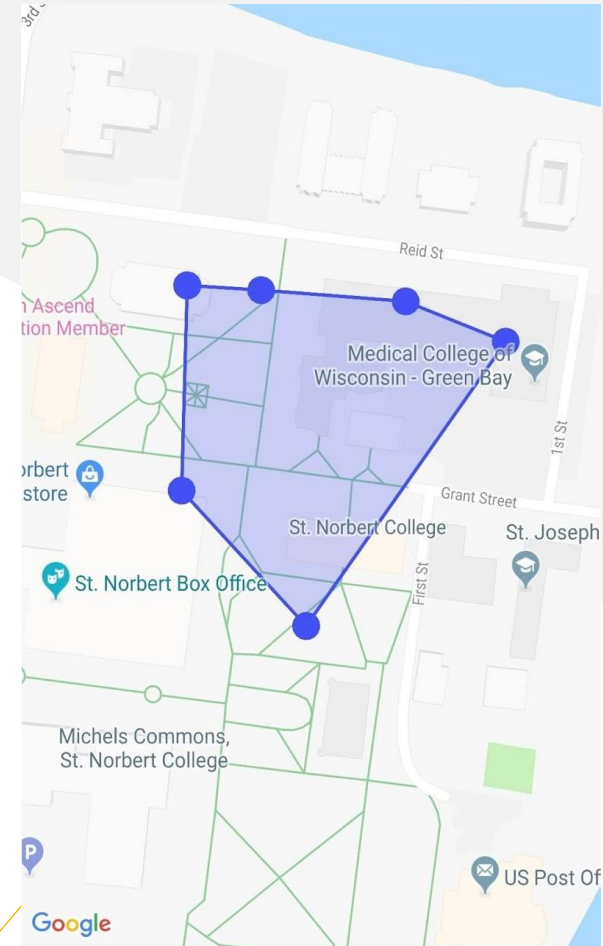 3rd S
Reid St
n Ascend
tion Member
Medical College of
Wisconsin - Green Bay
1st St
orbert
store
Grant Street
St. Norbert College
St. Joseph
St. Norbert Box Office
First St
Michels Commons,
St. Norbert College
P
US Post Of
Google